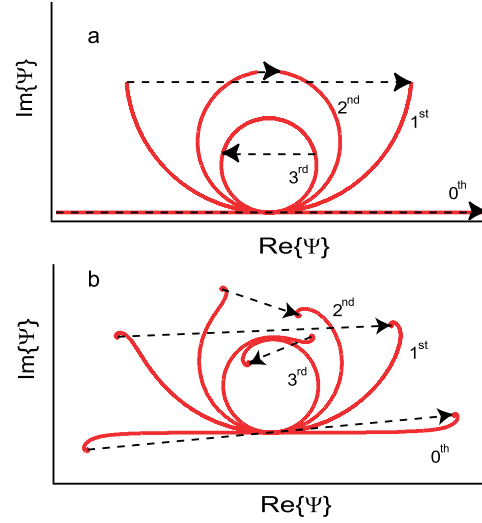 a
Im{Ψ}
2nd
1st
3rd
0th
Re{Ψ}
b
Im{Ψ}
2nd
1st
3rd
0th
Re{Ψ}